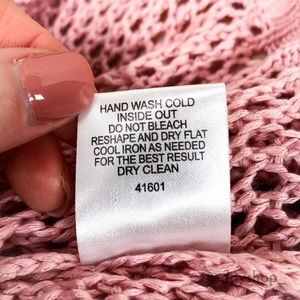 HAND WASH COLD
INSIDE OUT
DO NOT BLEACH
RESHAPE AND DRY FLAT
COOL IRON AS NEEDED
FOR THE BEST RESULT
DRY CLEAN
41601